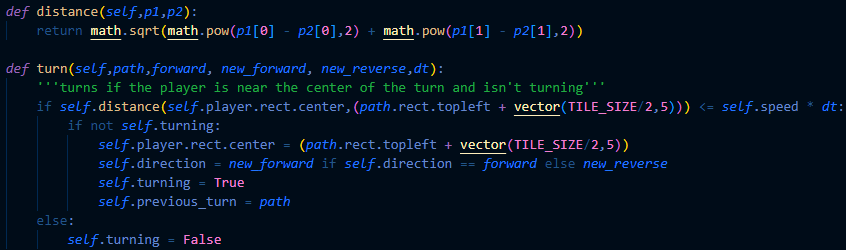 def distance(self,p1,p2):
    return math.sqrt(math.pow(p1[0] - p2[0],2) + math.pow(p1[1] - p2[1],2))
def turn(self,path,forward, new_forward, new_reverse,dt):
    '''turns if the player is near the center of the turn and isn't turning'''
    if self.distance(self.player.rect.center,(path.rect.topleft + vector(TILE_SIZE/2,5))) <= self.speed * dt:
        if not self.turning:
            self.player.rect.center = (path.rect.topleft + vector(TILE_SIZE/2,5))
            self.direction = new_forward if self.direction == forward else new_reverse
            self.turning = True
            self.previous_turn = path
    else:
        self.turning = False